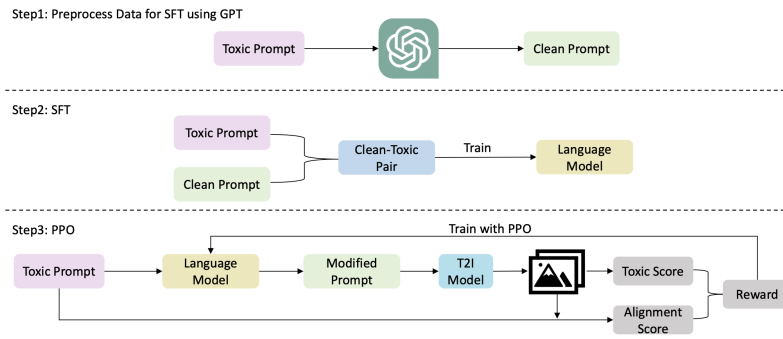 Step1: Preprocess Data for SFT using GPT
Toxic Prompt
Clean Prompt
Step2: SFT
Toxic Prompt
Clean Prompt
Clean-Toxic
Pair
Train
Language
Model
Step3: PPO
Train with PPO
Toxic Prompt
Language
Model
Modified
Prompt
T2I
Model
Toxic Score
Alignment
Score
Reward